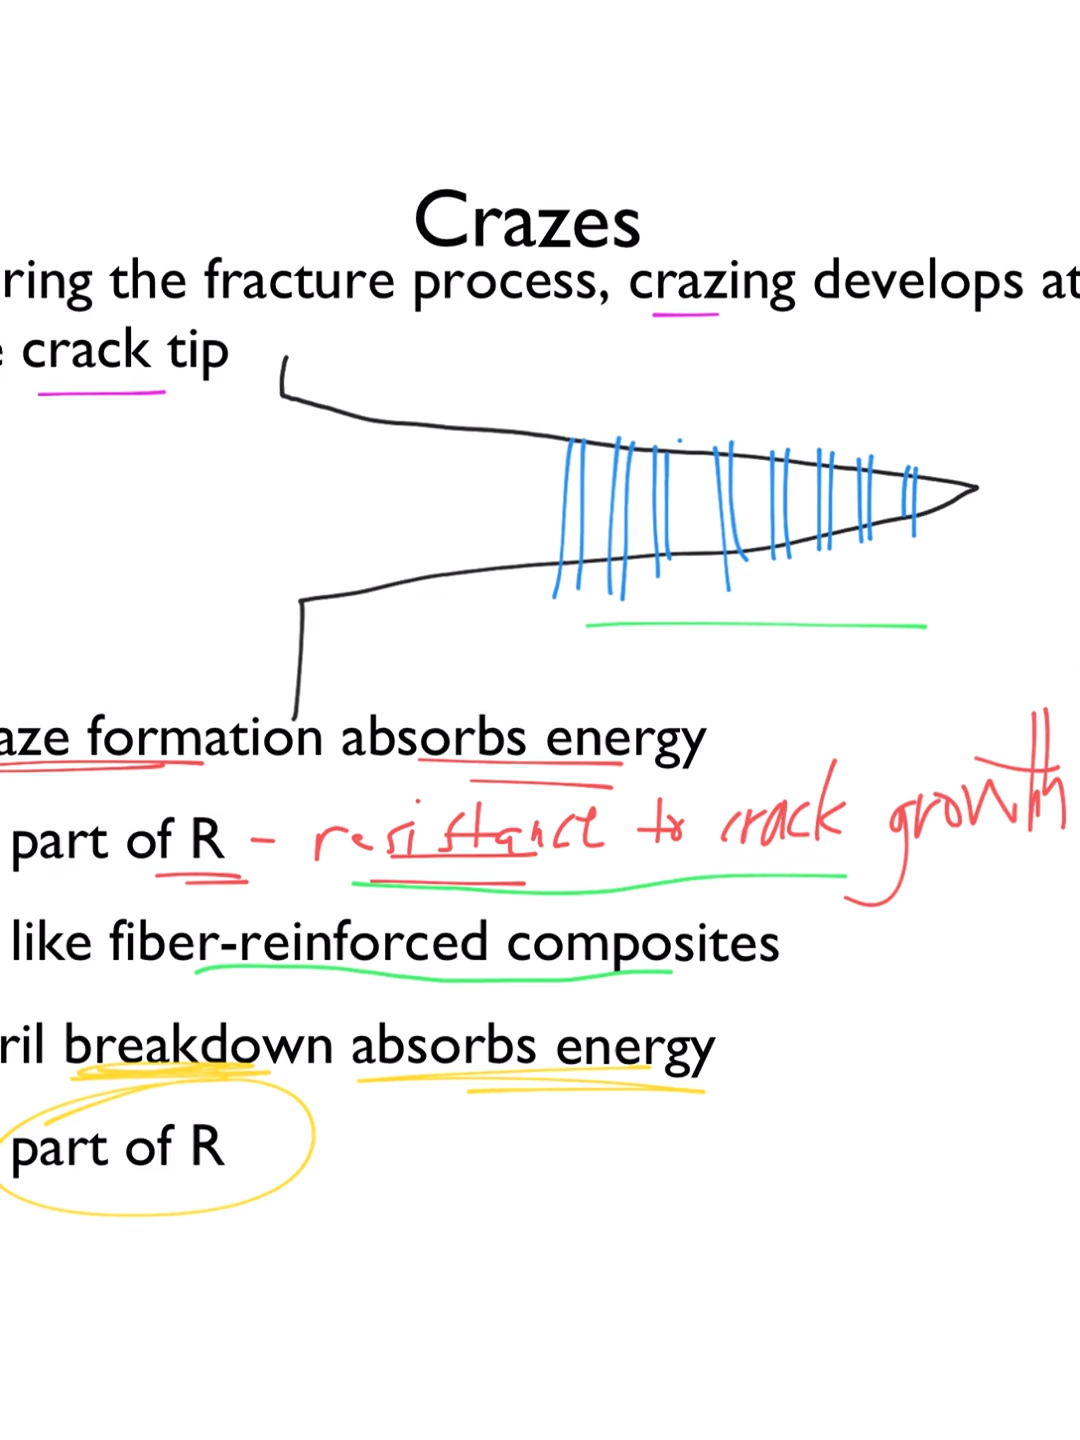 Crazes
ring the fracture process, crazing develops at
e crack tip
aze formation absorbs energy
part of R - resistance to crack growth
like fiber-reinforced composites
ril breakdown absorbs energy
part of R